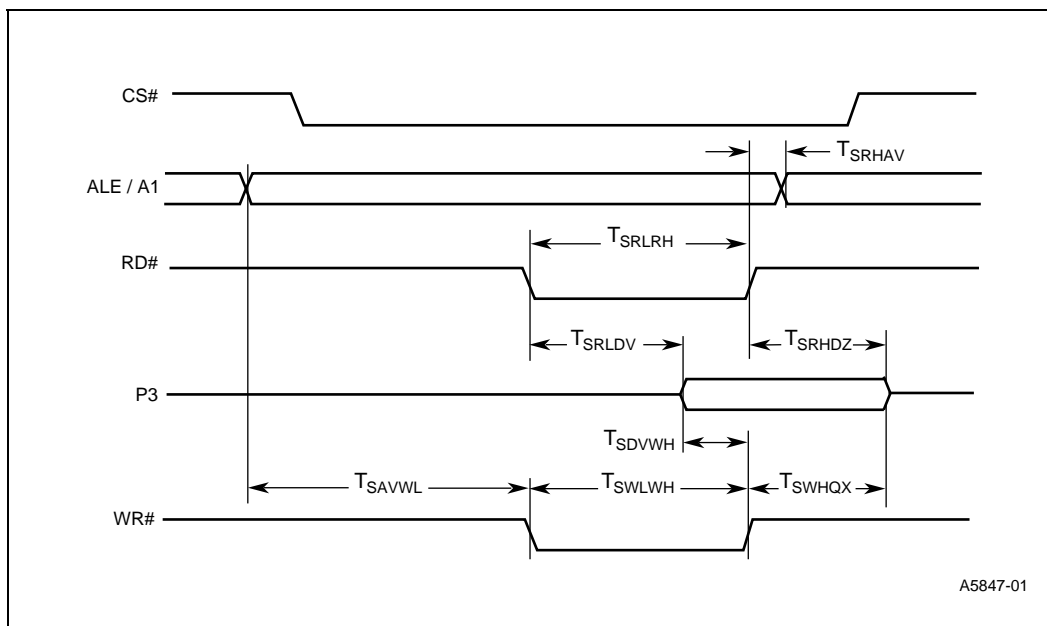 CS#
T_SRHAV
ALE / A1
T_SRLRH
RD#
T_SRLDV
T_SRHDZ
P3
T_SDVWH
T_SAVWL
T_SWLWH
T_SWHQX
WR#
A5847-01